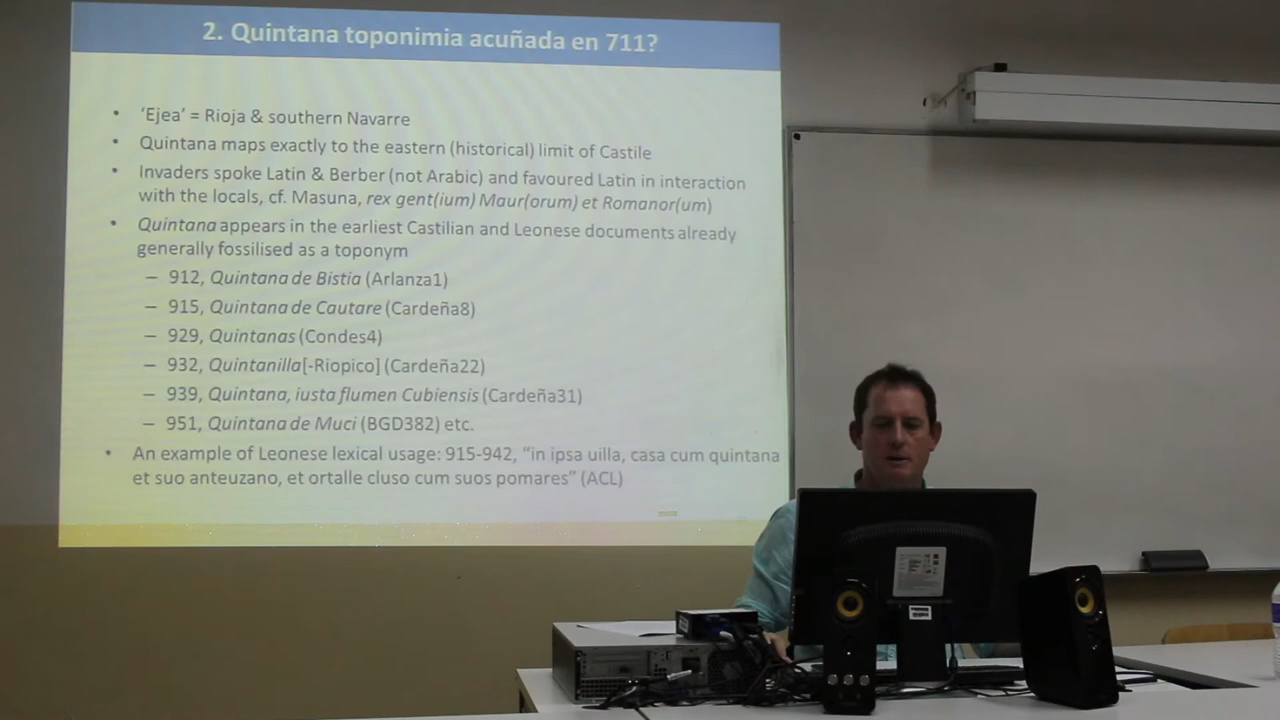 2. Quintana toponimia acuñada en 711?
• 'Ejea' = Rioja & southern Navarre
• Quintana maps exactly to the eastern (historical) limit of Castile
• Invaders spoke Latin & Berber (not Arabic) and favoured Latin in interaction
with the locals, cf. Masuna, rex gent(ium) Maur(orum) et Romanor(um)
• Quintana appears in the earliest Castilian and Leonese documents already
generally fossilised as a toponym
– 912, Quintana de Bistia (Arlanza1)
– 915, Quintana de Cautare (Cardeña8)
– 929, Quintanas (Condes4)
– 932, Quintanilla[-Riopico] (Cardeña22)
– 939, Quintana, iusta flumen Cubiensis (Cardeña31)
– 951, Quintana de Muci (BGD382) etc.
• An example of Leonese lexical usage: 915-942, “in ipsa uilla, casa cum quintana
et suo anteuzano, et ortalle cluso cum suos pomares” (ACL)